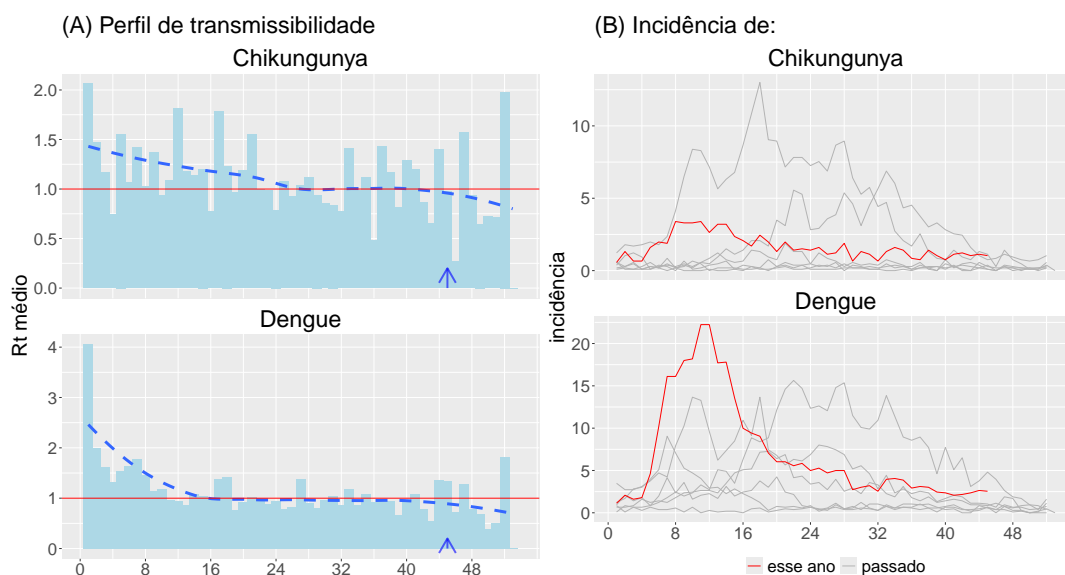 (A) Perfil de transmissibilidade
Chikungunya
2.0
1.5
1.0
0.5
0.0
Dengue
4
3
2
1
0
0 8 16 24 32 40 48
Rt médio
(B) Incidência de:
Chikungunya
10
5
0
Dengue
20
15
10
5
0
0 8 16 24 32 40 48
incidência
esse ano passado